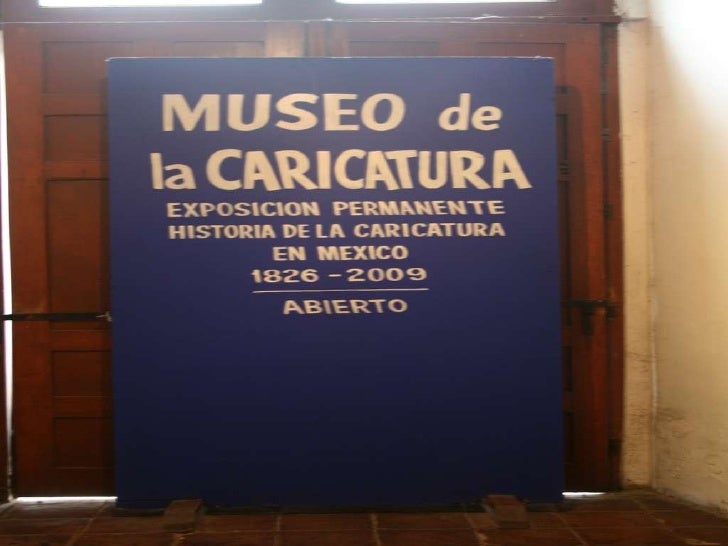 MUSEO de
la CARICATURA
EXPOSICION PERMANENTE
HISTORIA DE LA CARICATURA
EN MEXICO
1826 - 2009
ABIERTO